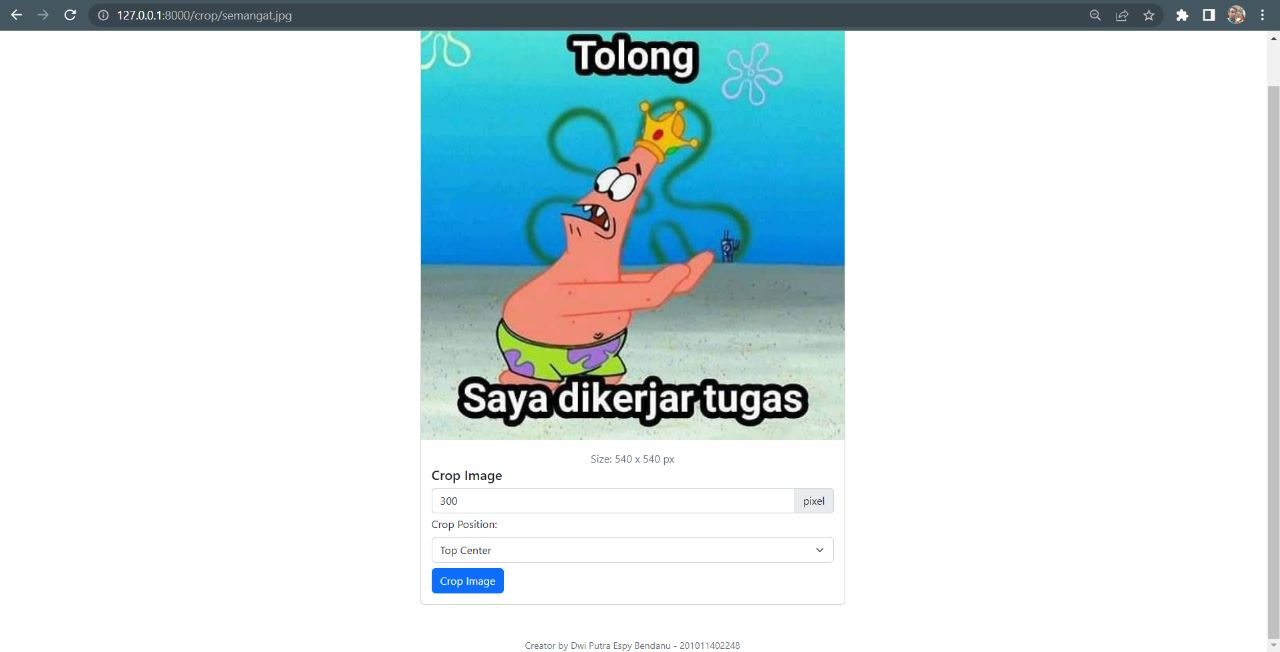 127.0.0.1:8000/crop/semangat.jpg
Tolong
Saya dikerjar tugas
Size: 540 x 540 px
Crop Image
300
pixel
Crop Position:
Top Center
Crop Image
Creator by Dwi Putra Espy Bendanu - 201011402248